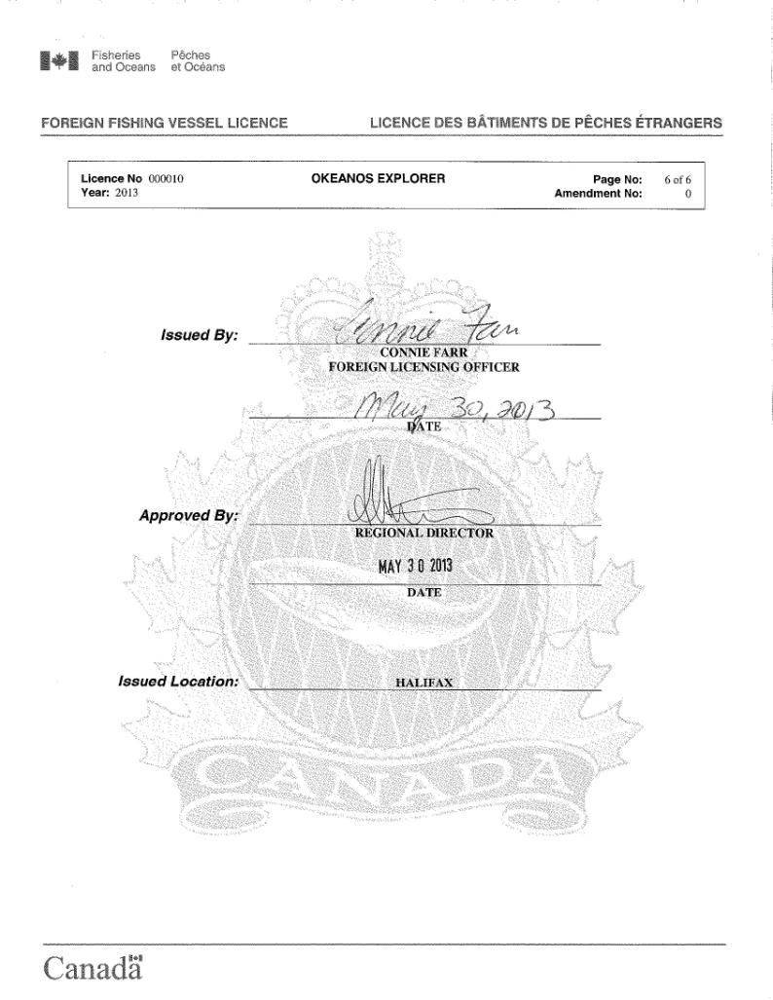 Fisheries Pêches
and Oceans et Océans
FOREIGN FISHING VESSEL LICENCE LICENCE DES BÂTIMENTS DE PÊCHES ÉTRANGERS
Licence No 000010 OKEANOS EXPLORER Page No: 6 of 6
Year: 2013 Amendment No: 0
Issued By: Connie Farr
CONNIE FARR
FOREIGN LICENSING OFFICER
May 30, 2013
DATE
Approved By:
REGIONAL DIRECTOR
MAY 30 2013
DATE
Issued Location: HALIFAX
CANADA
Canada